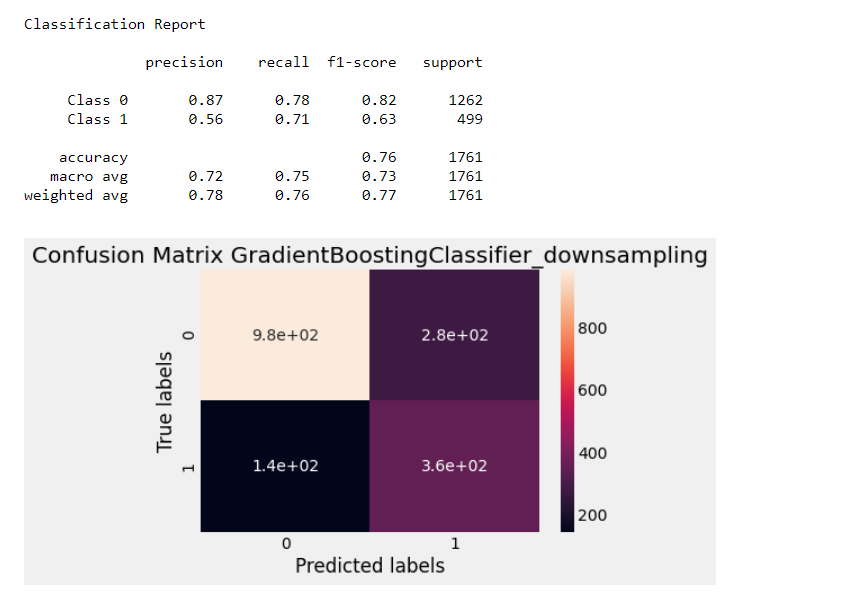 Classification Report
precision recall f1-score support
Class 0 0.87 0.78 0.82 1262
Class 1 0.56 0.71 0.63 499
accuracy 0.76 1761
macro avg 0.72 0.75 0.73 1761
weighted avg 0.78 0.76 0.77 1761
Confusion Matrix GradientBoostingClassifier_downsampling
True labels
0
1
9.8e+02 2.8e+02
1.4e+02 3.6e+02
0 1
Predicted labels
800
600
400
200